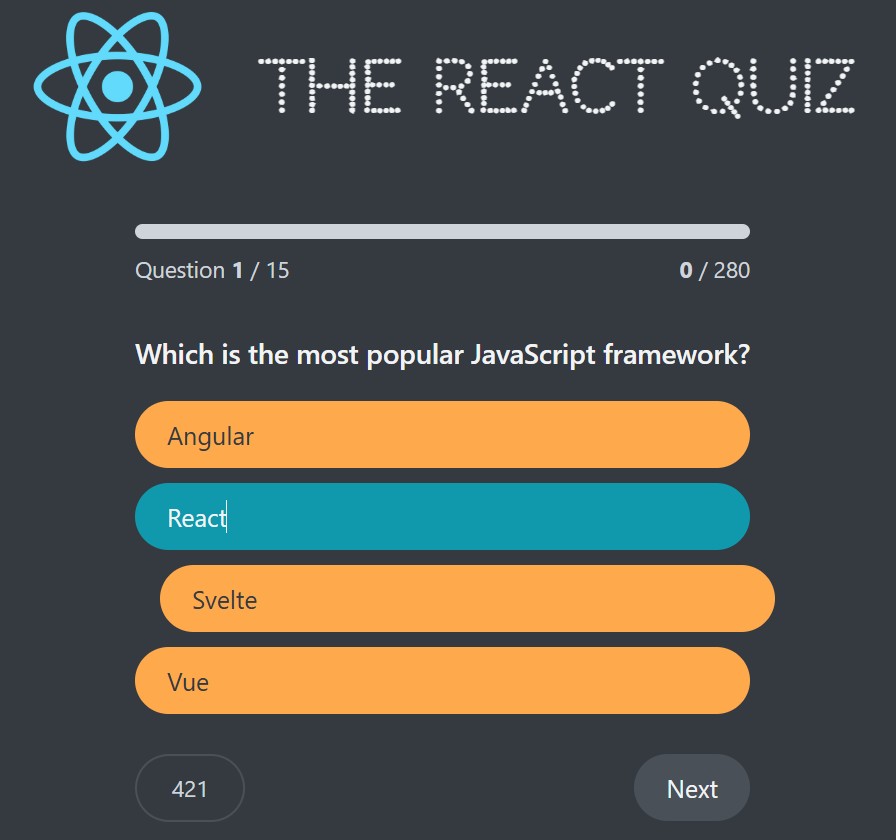 THE REACT QUIZ
Question 1 / 15
0 / 280
Which is the most popular JavaScript framework?
Angular
React
Svelte
Vue
421
Next